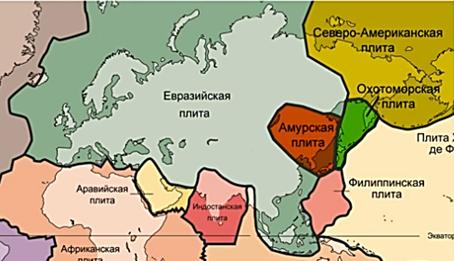 Северо-Американская
плита
Охотоморская
плита
Евразийская
плита
Амурская
плита
Плита Х
де Ф
Аравийская
плита
Индостанская
плита
Филиппинская
плита
Африканская
плита
Экватор